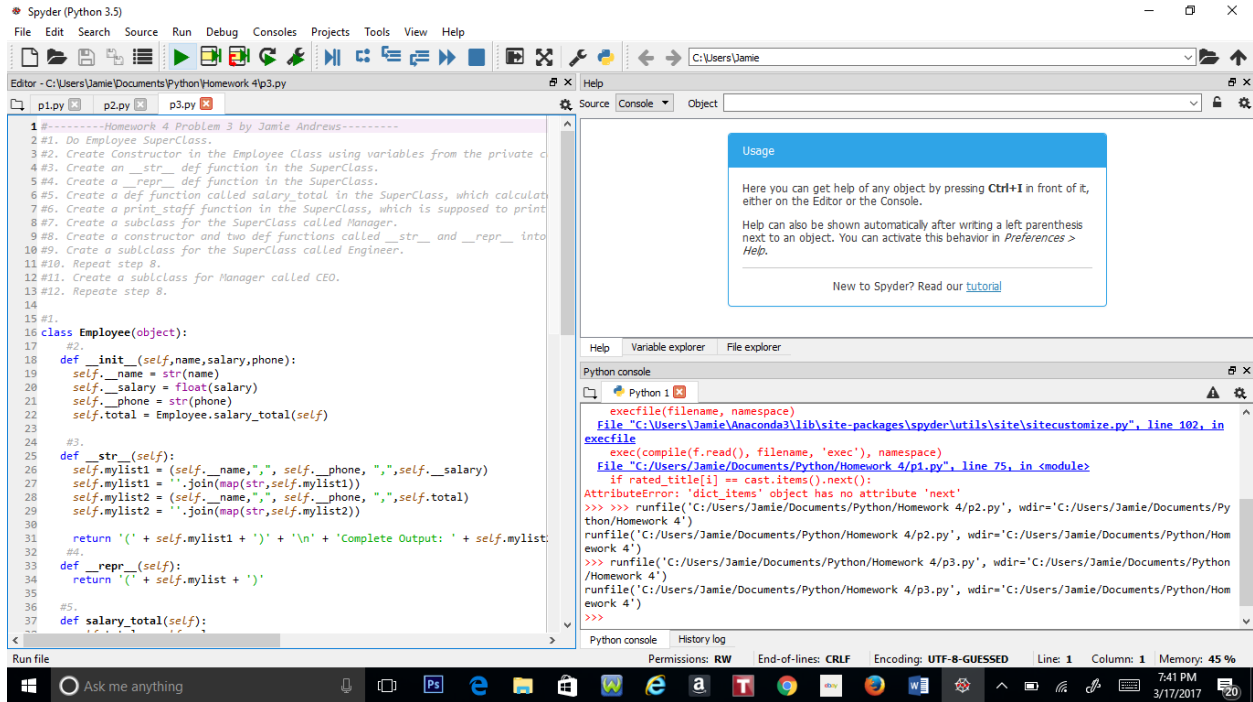 Spyder (Python 3.5)
File Edit Search Source Run Debug Consoles Projects Tools View Help
C:\Users\Jamie
Editor - C:\Users\Jamie\Documents\Python\Homework 4\p3.py
p1.py p2.py p3.py
1 #---------Homework 4 Problem 3 by Jamie Andrews---------
2 #1. Do Employee SuperClass.
3 #2. Create Constructor in the Employee Class using variables from the private c
4 #3. Create an __str__ def function in the SuperClass.
5 #4. Create a __repr__ def function in the SuperClass.
6 #5. Create a def function called salary_total in the SuperClass, which calculat
7 #6. Create a print_staff function in the SuperClass, which is supposed to print
8 #7. Create a subclass for the SuperClass called Manager.
9 #8. Create a constructor and two def functions called __str__ and __repr__ into
10 #9. Crate a sublclass for the SuperClass called Engineer.
11 #10. Repeat step 8.
12 #11. Create a sublclass for Manager called CEO.
13 #12. Repeate step 8.
14
15 #1.
16 class Employee(object):
17 #2.
18 def __init__(self,name,salary,phone):
19 self.__name = str(name)
20 self.__salary = float(salary)
21 self.__phone = str(phone)
22 self.total = Employee.salary_total(self)
23
24 #3.
25 def __str__(self):
26 self.mylist1 = (self.__name,",", self.__phone, ",",self.__salary)
27 self.mylist1 = ''.join(map(str,self.mylist1))
28 self.mylist2 = (self.__name,",", self.__phone, ",",self.total)
29 self.mylist2 = ''.join(map(str,self.mylist2))
30
31 return '(' + self.mylist1 + ')' + '\n' + 'Complete Output: ' + self.mylist
32 #4.
33 def __repr__(self):
34 return '(' + self.mylist + ')'
35
36 #5.
37 def salary_total(self):
Help
Source Console Object
Usage
Here you can get help of any object by pressing Ctrl+I in front of it,
either on the Editor or the Console.
Help can also be shown automatically after writing a left parenthesis
next to an object. You can activate this behavior in Preferences >
Help.
New to Spyder? Read our tutorial
Help Variable explorer File explorer
Python console
Python 1
execfile(filename, namespace)
File "C:\Users\Jamie\Anaconda3\lib\site-packages\spyder\utils\site\sitecustomize.py", line 102, in
execfile
exec(compile(f.read(), filename, 'exec'), namespace)
File "C:/Users/Jamie/Documents/Python/Homework 4/p1.py", line 75, in <module>
if rated_title[i] == cast.items().next():
AttributeError: 'dict_items' object has no attribute 'next'
>>> >>> runfile('C:/Users/Jamie/Documents/Python/Homework 4/p2.py', wdir='C:/Users/Jamie/Documents/Py
thon/Homework 4')
runfile('C:/Users/Jamie/Documents/Python/Homework 4/p2.py', wdir='C:/Users/Jamie/Documents/Python/Hom
ework 4')
>>> runfile('C:/Users/Jamie/Documents/Python/Homework 4/p3.py', wdir='C:/Users/Jamie/Documents/Python
/Homework 4')
runfile('C:/Users/Jamie/Documents/Python/Homework 4/p3.py', wdir='C:/Users/Jamie/Documents/Python/Hom
ework 4')
>>>
Python console History log
Run file
Permissions: RW End-of-lines: CRLF Encoding: UTF-8-GUESSED Line: 1 Column: 1 Memory: 45 %
Ask me anything
Ps
7:41 PM
3/17/2017
20